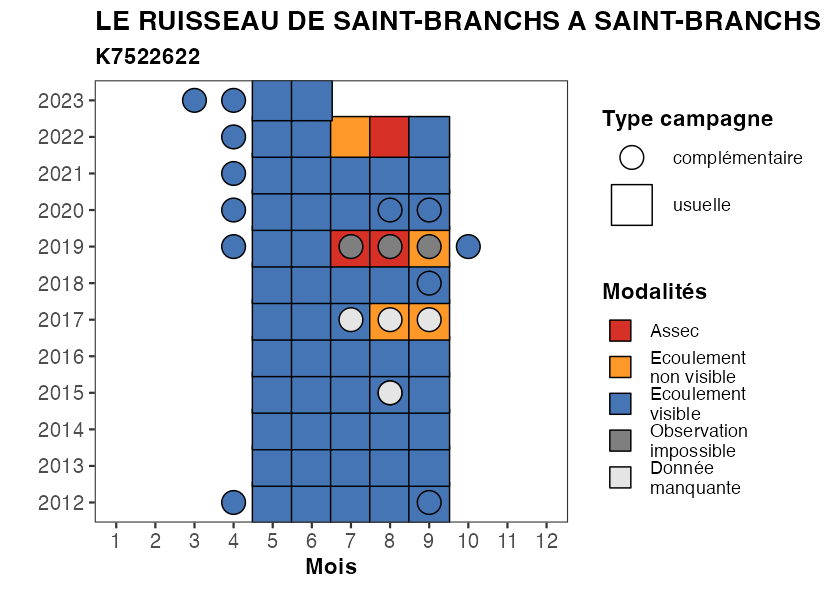 LE RUISSEAU DE SAINT-BRANCHS A SAINT-BRANCHS
K7522622
2023
2022
2021
2020
2019
2018
2017
2016
2015
2014
2013
2012
1 2 3 4 5 6 7 8 9 10 11 12
Mois
Type campagne
complémentaire
usuelle
Modalités
Assec
Ecoulement
non visible
Ecoulement
visible
Observation
impossible
Donnée
manquante